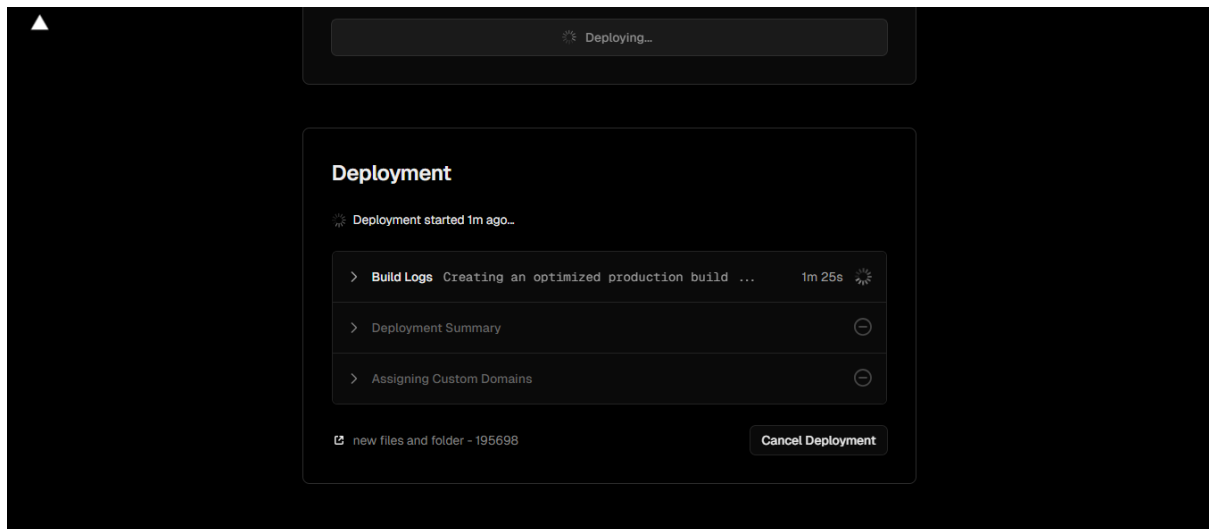 Deploying...
Deployment
Deployment started 1m ago...
Build Logs Creating an optimized production build ... 1m 25s
Deployment Summary
Assigning Custom Domains
new files and folder - 195698
Cancel Deployment